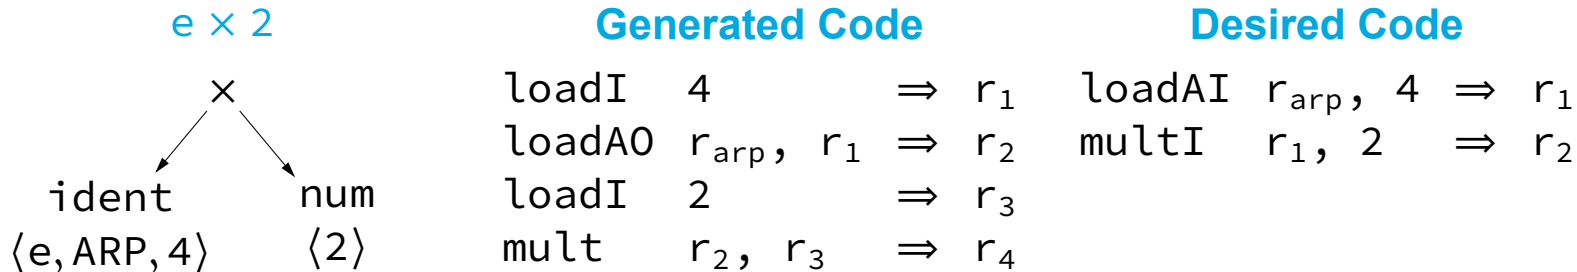 e × 2
×
ident num
⟨e,ARP,4⟩ ⟨2⟩
Generated Code
loadI 4 ⇒ r₁
loadAO rₐᵣₚ, r₁ ⇒ r₂
loadI 2 ⇒ r₃
mult r₂, r₃ ⇒ r₄
Desired Code
loadAI rₐᵣₚ, 4 ⇒ r₁
multI r₁, 2 ⇒ r₂